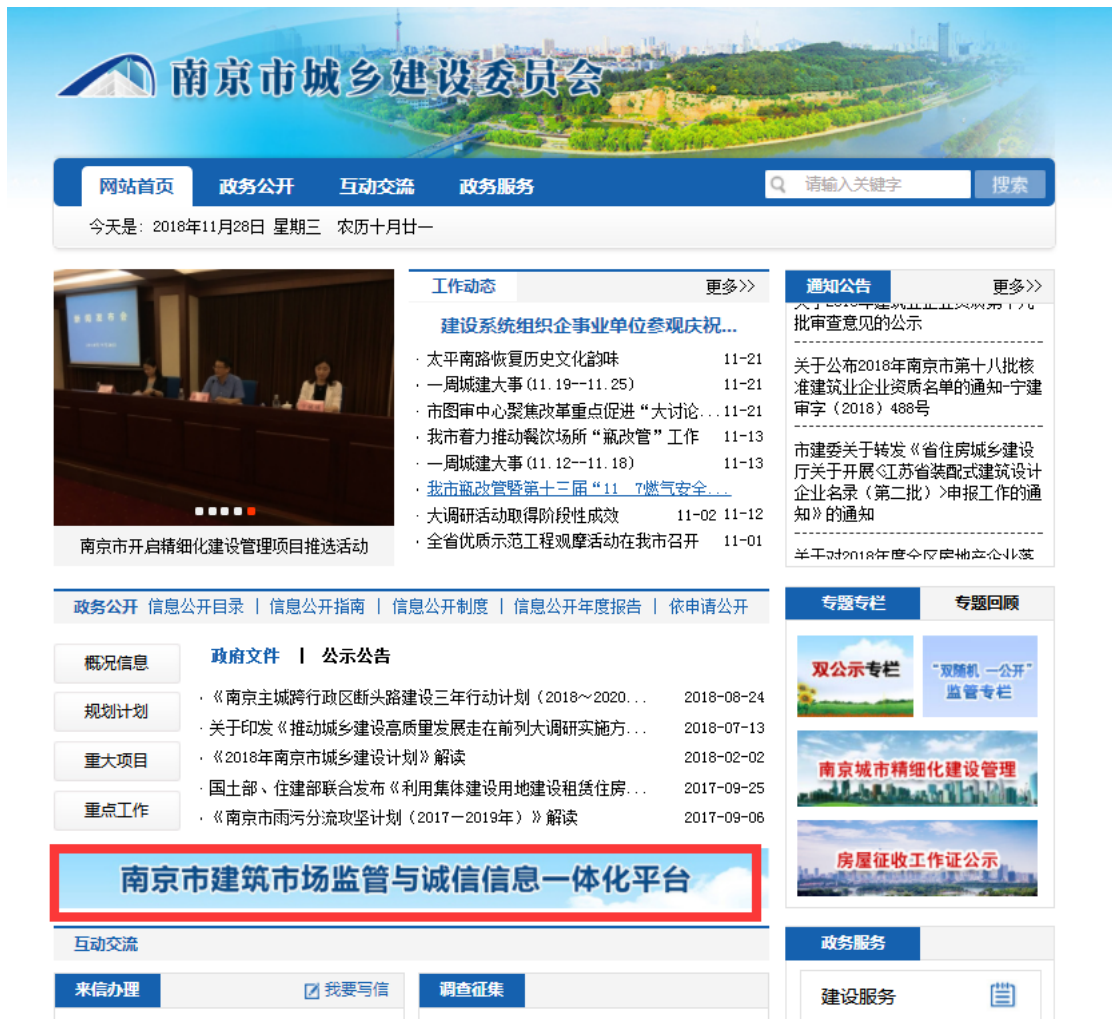 南京市城乡建设委员会
网站首页 政务公开 互动交流 政务服务 请输入关键字 搜索
今天是: 2018年11月28日 星期三 农历十月廿一
新闻发布会
南京市开启精细化建设管理项目推选活动
工作动态 更多>>
建设系统组织企事业单位参观庆祝...
· 太平南路恢复历史文化韵味 11-21
· 一周城建大事(11.19--11.25) 11-21
· 市图审中心聚焦改革重点促进“大讨论... 11-21
· 我市着力推动餐饮场所“瓶改管”工作 11-13
· 一周城建大事(11.12--11.18) 11-13
· 我市瓶改管暨第十三届“11 7燃气安全...
· 大调研活动取得阶段性成效 11-02 11-12
· 全省优质示范工程观摩活动在我市召开 11-01
通知公告 更多>>
批审查意见的公示
关于公布2018年南京市第十八批核
准建筑业企业资质名单的通知-宁建
审字（2018）488号
市建委关于转发《省住房城乡建设
厅关于开展〈江苏省装配式建筑设计
企业名录（第二批）〉申报工作的通
知》的通知
关于对2018年度全区房地产企业落
政务公开 信息公开目录 | 信息公开指南 | 信息公开制度 | 信息公开年度报告 | 依申请公开
概况信息
规划计划
重大项目
重点工作
政府文件 | 公示公告
· 《南京主城跨行政区断头路建设三年行动计划（2018～2020... 2018-08-24
· 关于印发《推动城乡建设高质量发展走在前列大调研实施方... 2018-07-13
· 《2018年南京市城乡建设计划》解读 2018-02-02
· 国土部、住建部联合发布《利用集体建设用地建设租赁住房... 2017-09-25
· 《南京市雨污分流攻坚计划（2017—2019年）》解读 2017-09-06
专题专栏 专题回顾
双公示专栏
“双随机 一公开”
监管专栏
南京城市精细化建设管理
房屋征收工作证公示
南京市建筑市场监管与诚信信息一体化平台
互动交流
来信办理 我要写信
调查征集
政务服务
建设服务